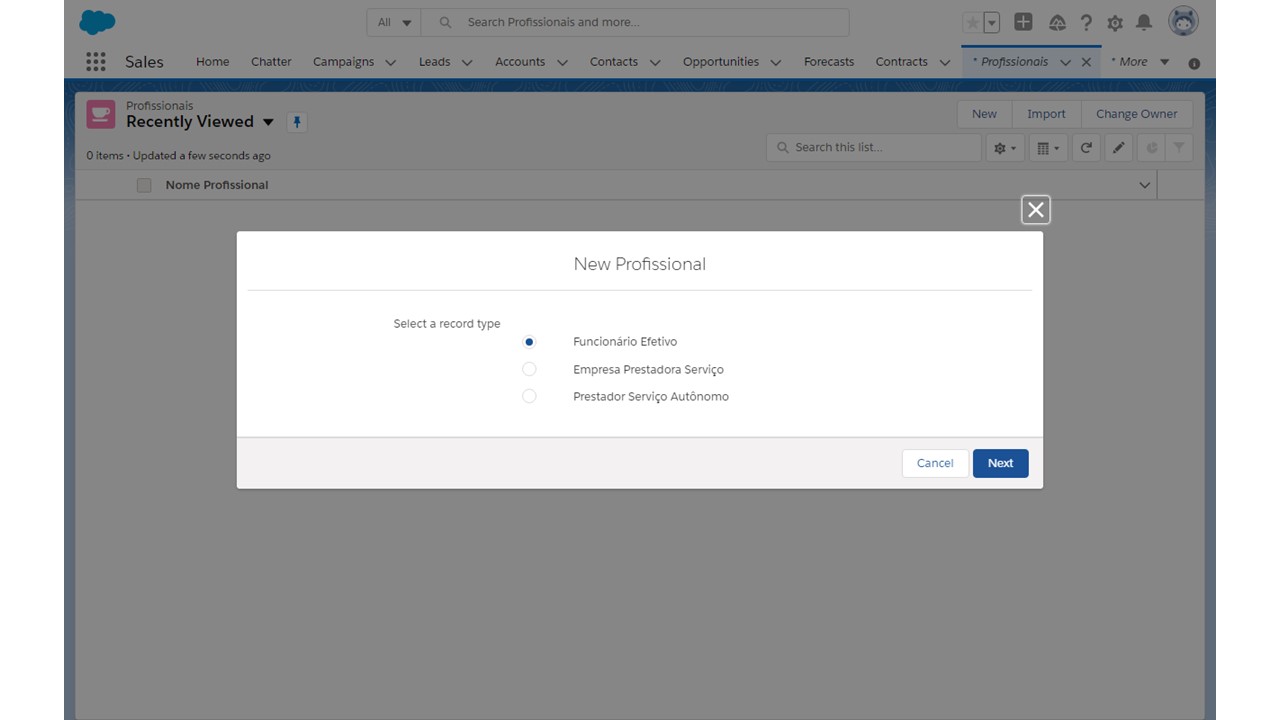 All Search Profissionais and more...
Sales Home Chatter Campaigns Leads Accounts Contacts Opportunities Forecasts Contracts * Profissionais * More
Profissionais
Recently Viewed
New Import Change Owner
0 items • Updated a few seconds ago
Search this list...
Nome Profissional
New Profissional
Select a record type
Funcionário Efetivo
Empresa Prestadora Serviço
Prestador Serviço Autônomo
Cancel Next